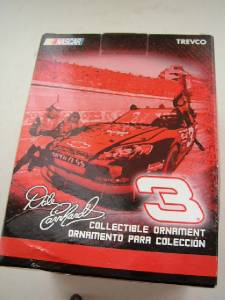 NASCAR
TREVCO
Dale
Earnhardt
3
COLLECTIBLE ORNAMENT
ORNAMENTO PARA COLECCIÓN